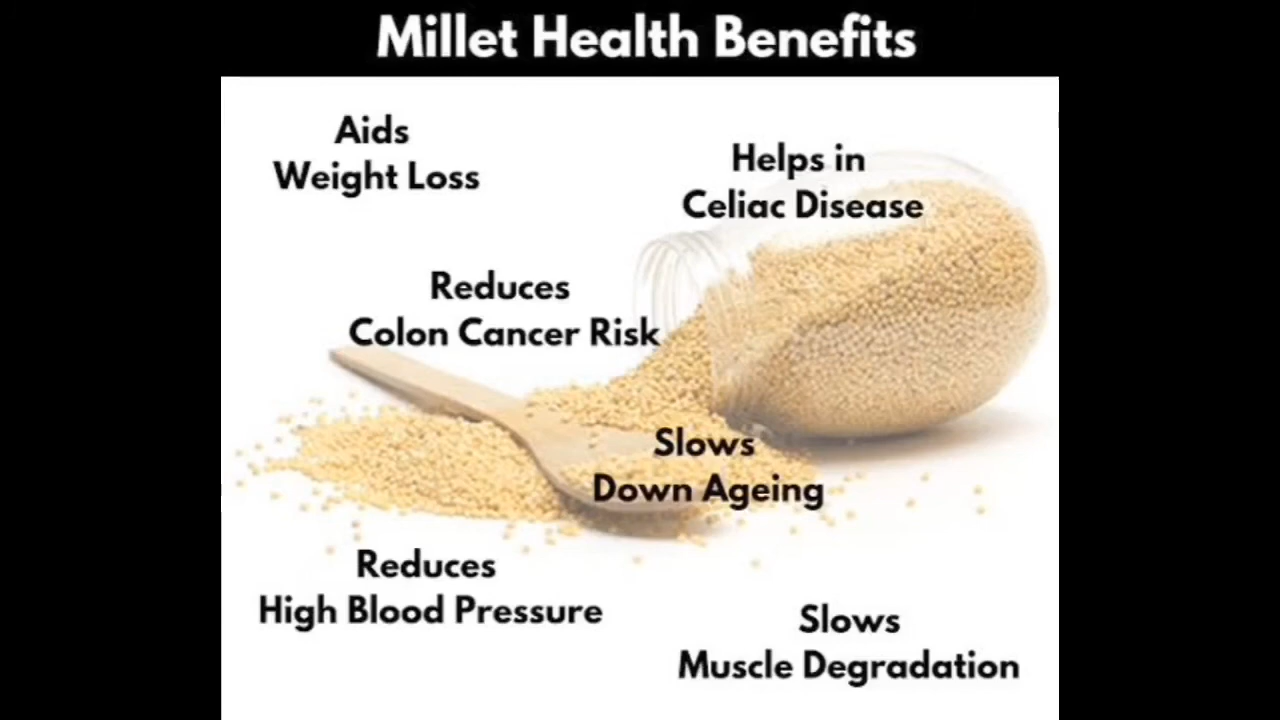 Millet Health Benefits
Aids
Weight Loss
Helps in
Celiac Disease
Reduces
Colon Cancer Risk
Slows
Down Ageing
Reduces
High Blood Pressure
Slows
Muscle Degradation